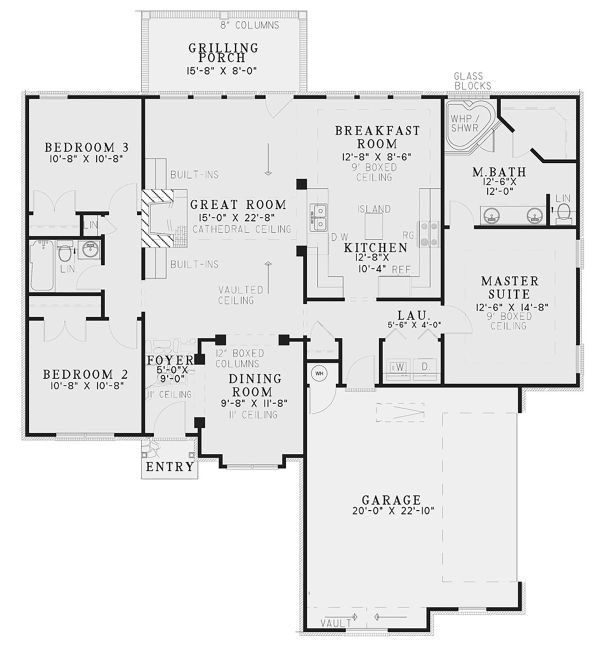 8" COLUMNS
GRILLING
PORCH
15'-8" X 8'-0"
GLASS
BLOCKS
WHP./
SHWR
BEDROOM 3
10'-8" X 10'-8"
BREAKFAST
ROOM
12'-8" X 8'-6"
9' BOXED
CEILING
M.BATH
12'-6"X
12'-0"
BUILT-INS
GREAT ROOM
15'-0" X 22'-8"
CATHEDRAL CEILING
ISLAND
LIN
LIN
DW
RG
KITCHEN
12'-8"X
10'-4"
REF
LIN
BUILT-INS
VAULTED
CEILING
MASTER
SUITE
12'-6" X 14'-8"
9' BOXED
CEILING
LAU.
5'-6" X 4'-0"
W
D
BEDROOM 2
10'-8" X 10'-8"
FOYER
5'-0"X
9'-0"
11' CEILING
12" BOXED
COLUMNS
DINING
ROOM
9'-8" X 11'-8"
11' CEILING
WH
ENTRY
GARAGE
20'-0" X 22'-10"
VAULT